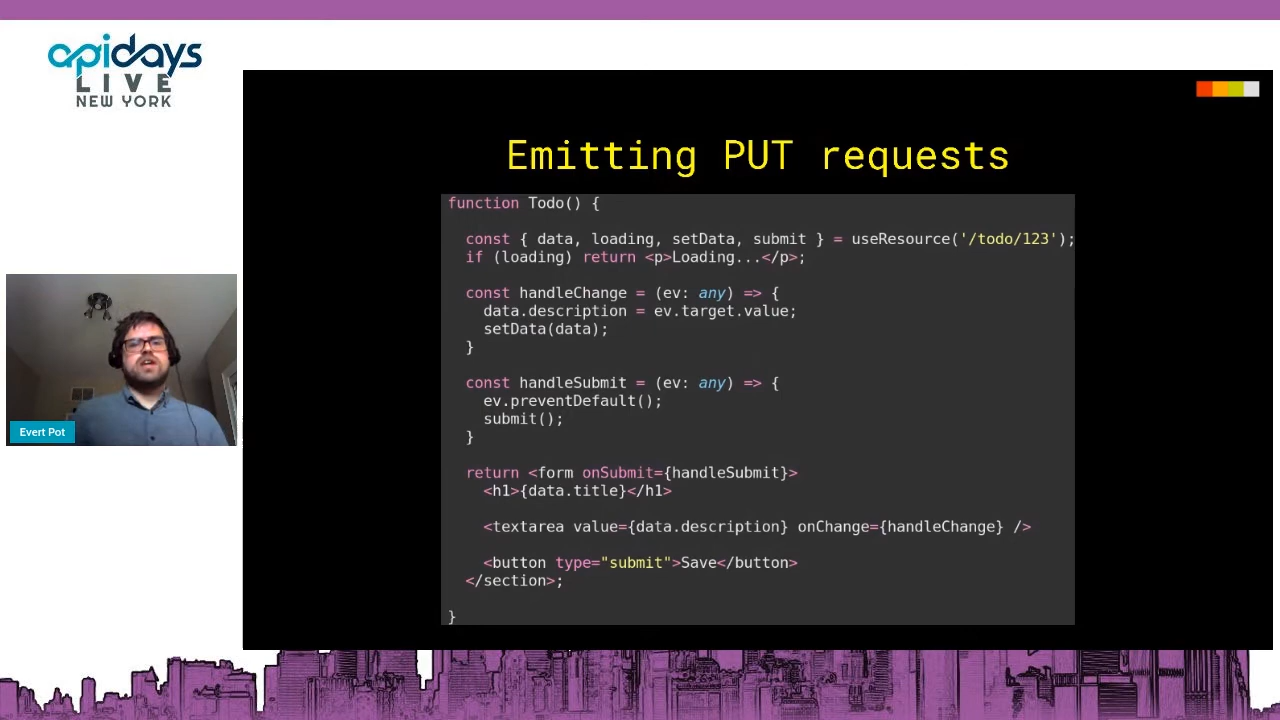 apidays
LIVE
NEW YORK
Emitting PUT requests
function Todo() {
const { data, loading, setData, submit } = useResource('/todo/123');
if (loading) return <p>Loading...</p>;
const handleChange = (ev: any) => {
data.description = ev.target.value;
setData(data);
}
const handleSubmit = (ev: any) => {
ev.preventDefault();
submit();
}
return <form onSubmit={handleSubmit}>
<h1>{data.title}</h1>
<textarea value={data.description} onChange={handleChange} />
<button type="submit">Save</button>
</section>;
}
Evert Pot